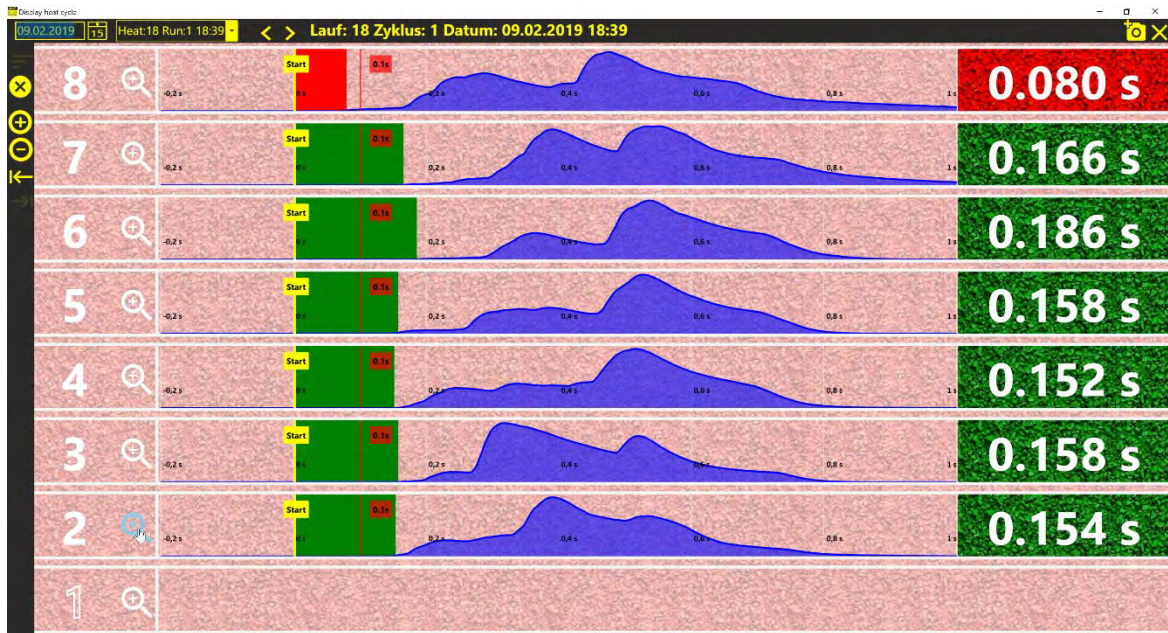 Display heat cycle
09.02.2019 15 Heat:18 Run:1 18:39 Lauf: 18 Zyklus: 1 Datum: 09.02.2019 18:39
8 -0,2 s Start 0 s 0.1s 0,2 s 0,4 s 0,6 s 0,8 s 1 s 0.080 s
7 -0,2 s Start 0 s 0.1s 0,2 s 0,4 s 0,6 s 0,8 s 1 s 0.166 s
6 -0,2 s Start 0 s 0.1s 0,2 s 0,4 s 0,6 s 0,8 s 1 s 0.186 s
5 -0,2 s Start 0 s 0.1s 0,2 s 0,4 s 0,6 s 0,8 s 1 s 0.158 s
4 -0,2 s Start 0 s 0.1s 0,2 s 0,4 s 0,6 s 0,8 s 1 s 0.152 s
3 -0,2 s Start 0 s 0.1s 0,2 s 0,4 s 0,6 s 0,8 s 1 s 0.158 s
2 -0,2 s Start 0 s 0.1s 0,2 s 0,4 s 0,6 s 0,8 s 1 s 0.154 s
1